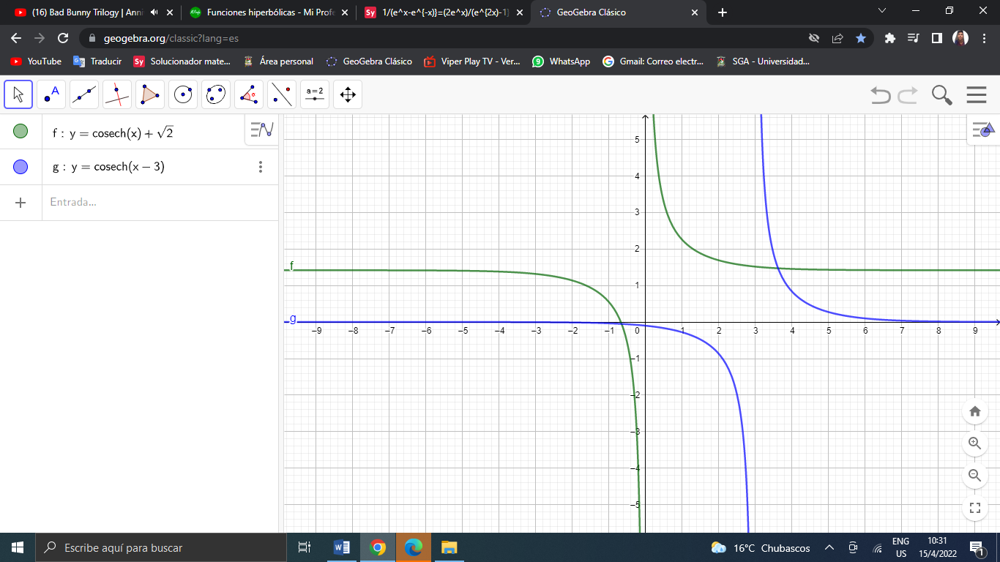 (16) Bad Bunny Trilogy | Anni
Funciones hiperbólicas - Mi Profe
Sy 1/(e^x-e^{-x)}=(2e^x)/(e^{2x)-1}
GeoGebra Clásico
geogebra.org/classic?lang=es
YouTube
Traducir
Sy Solucionador mate...
Área personal
GeoGebra Clásico
Viper Play TV - Ver...
9 WhatsApp
Gmail: Correo electr...
SGA - Universidad...
A
a=2
f : y = cosech(x) + √2
g : y = cosech(x − 3)
Entrada...
5
4
3
2
1
f
g
−9 −8 −7 −6 −5 −4 −3 −2 −1 0 1 2 3 4 5 6 7 8 9
−1
−2
−3
−4
−5
Escribe aquí para buscar
16°C Chubascos
ENG
US
10:31
15/4/2022
1